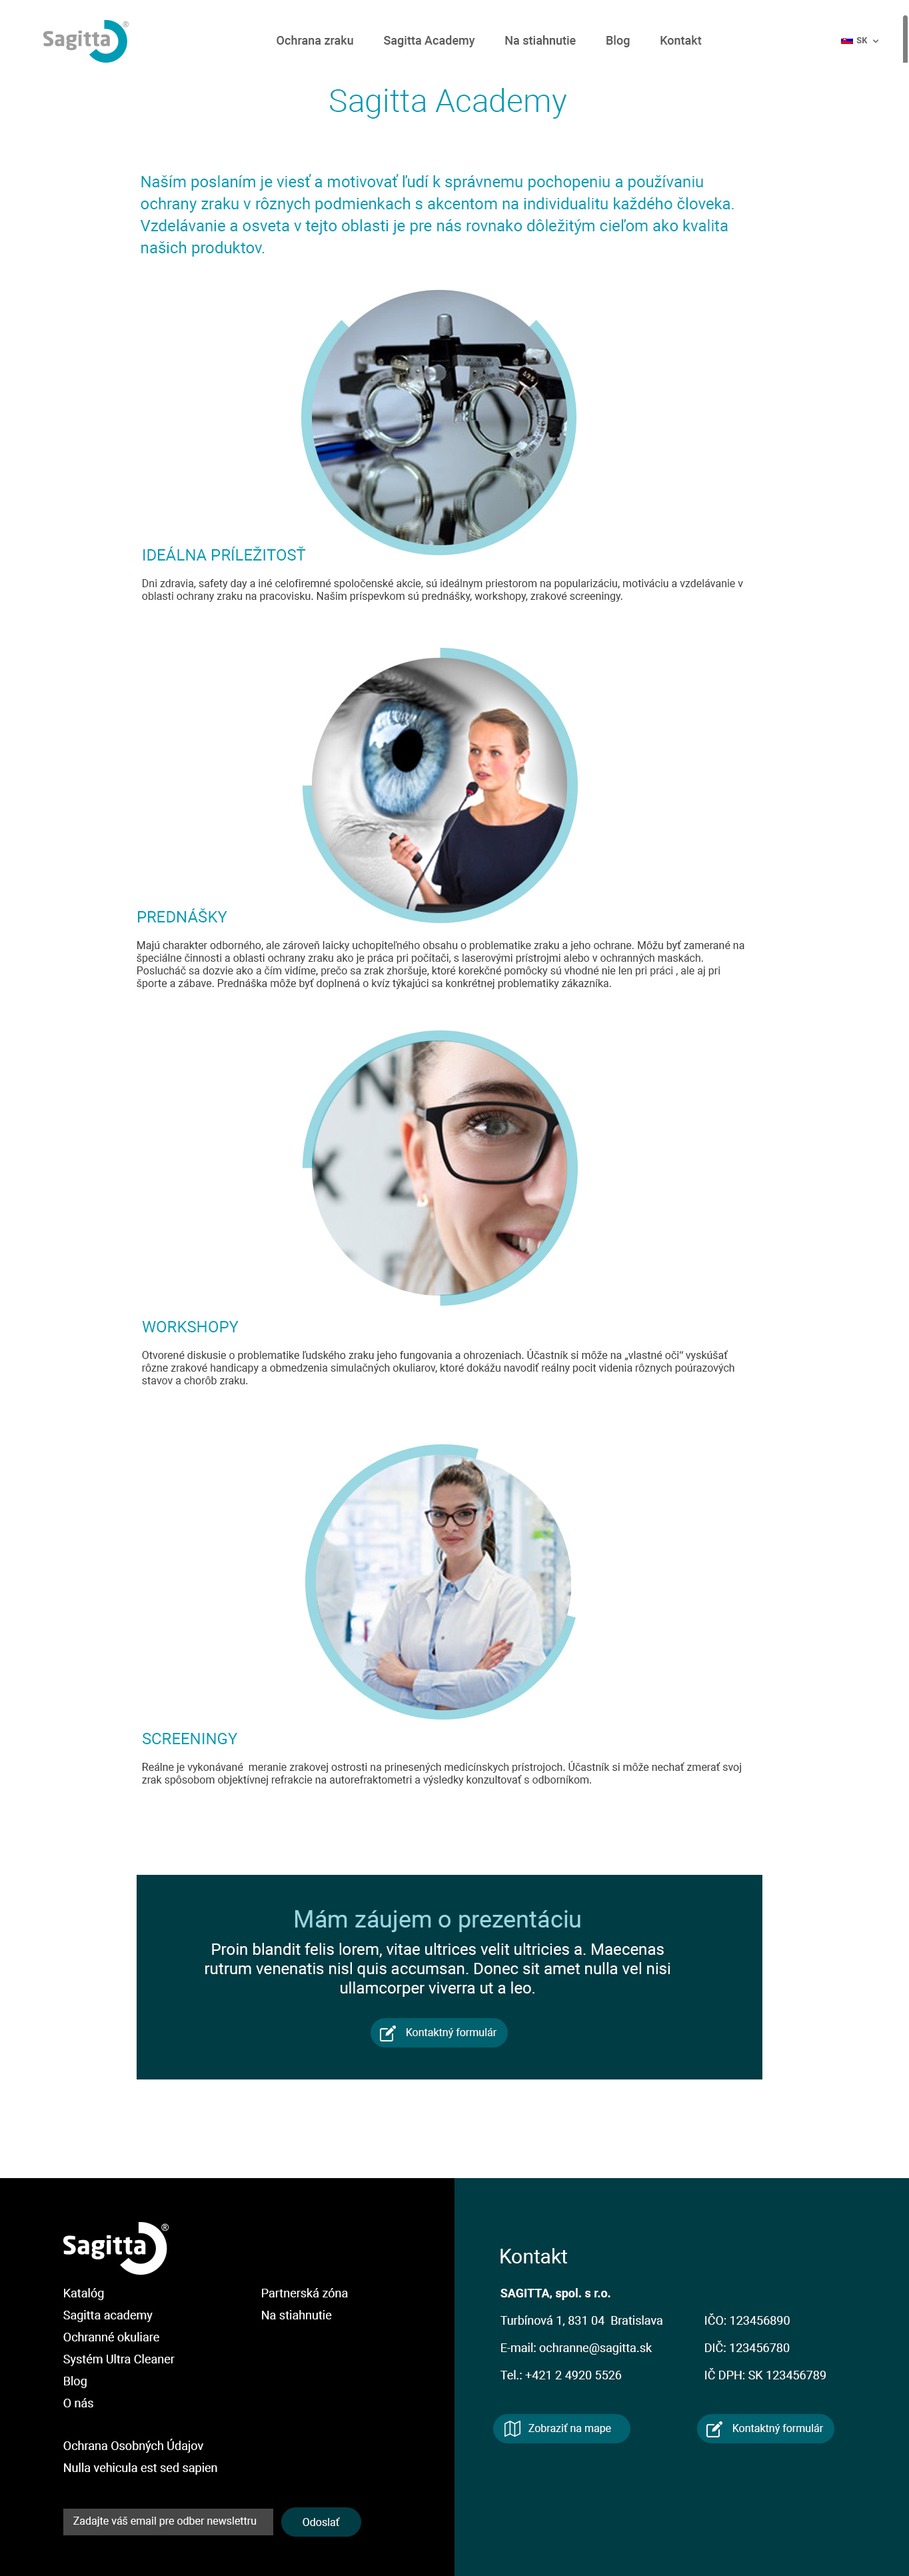 Sagitta®
Ochrana zraku Sagitta Academy Na stiahnutie Blog Kontakt SK
Sagitta Academy
Naším poslaním je viesť a motivovať ľudí k správnemu pochopeniu a používaniu
ochrany zraku v rôznych podmienkach s akcentom na individualitu každého človeka.
Vzdelávanie a osveta v tejto oblasti je pre nás rovnako dôležitým cieľom ako kvalita
našich produktov.
IDEÁLNA PRÍLEŽITOSŤ
Dni zdravia, safety day a iné celofiremné spoločenské akcie, sú ideálnym priestorom na popularizáciu, motiváciu a vzdelávanie v
oblasti ochrany zraku na pracovisku. Našim príspevkom sú prednášky, workshopy, zrakové screeningy.
PREDNÁŠKY
Majú charakter odborného, ale zároveň laicky uchopiteľného obsahu o problematike zraku a jeho ochrane. Môžu byť zamerané na
špeciálne činnosti a oblasti ochrany zraku ako je práca pri počítači, s laserovými prístrojmi alebo v ochranných maskách.
Poslucháč sa dozvie ako a čím vidíme, prečo sa zrak zhoršuje, ktoré korekčné pomôcky sú vhodné nie len pri práci , ale aj pri
športe a zábave. Prednáška môže byť doplnená o kvíz týkajúci sa konkrétnej problematiky zákazníka.
WORKSHOPY
Otvorené diskusie o problematike ľudského zraku jeho fungovania a ohrozeniach. Účastník si môže na „vlastné oči“ vyskúšať
rôzne zrakové handicapy a obmedzenia simulačných okuliarov, ktoré dokážu navodiť reálny pocit videnia rôznych poúrazových
stavov a chorôb zraku.
SCREENINGY
Reálne je vykonávané meranie zrakovej ostrosti na prinesených medicínskych prístrojoch. Účastník si môže nechať zmerať svoj
zrak spôsobom objektívnej refrakcie na autorefraktometri a výsledky konzultovať s odborníkom.
Mám záujem o prezentáciu
Proin blandit felis lorem, vitae ultrices velit ultricies a. Maecenas
rutrum venenatis nisl quis accumsan. Donec sit amet nulla vel nisi
ullamcorper viverra ut a leo.
Kontaktný formulár
Sagitta®
Katalóg
Sagitta academy
Ochranné okuliare
Systém Ultra Cleaner
Blog
O nás
Partnerská zóna
Na stiahnutie
Ochrana Osobných Údajov
Nulla vehicula est sed sapien
Zadajte váš email pre odber newslettru
Odoslať
Kontakt
SAGITTA, spol. s r.o.
Turbínová 1, 831 04 Bratislava
E-mail: ochranne@sagitta.sk
Tel.: +421 2 4920 5526
IČO: 123456890
DIČ: 123456780
IČ DPH: SK 123456789
Zobraziť na mape
Kontaktný formulár